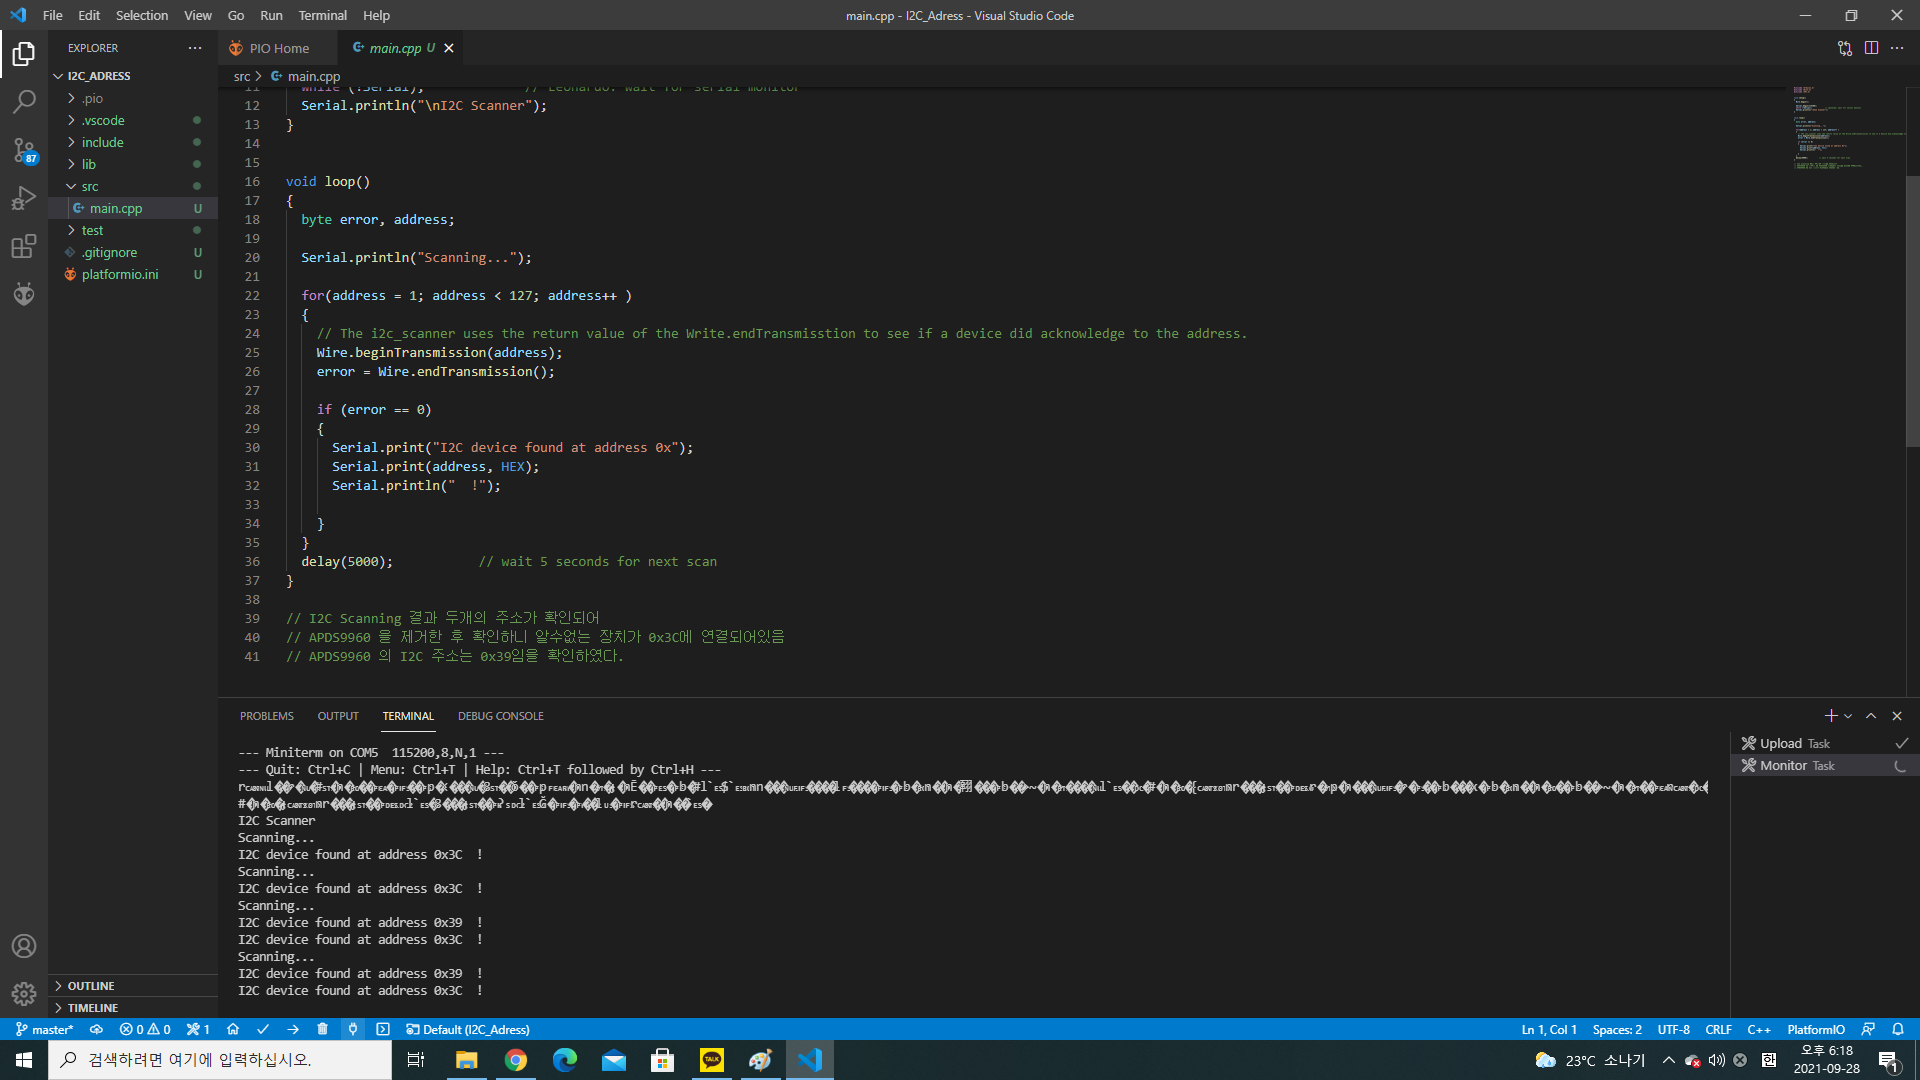 File Edit Selection View Go Run Terminal Help
main.cpp - I2C_Adress - Visual Studio Code
EXPLORER
PIO Home
main.cpp U
I2C_ADRESS
src > main.cpp
.pio
.vscode
include
lib
src
main.cpp U
test
.gitignore U
platformio.ini U
87
11 while (!Serial); // Leonardo: wait for serial monitor
12 Serial.println("\nI2C Scanner");
13 }
14
15
16 void loop()
17 {
18 byte error, address;
19
20 Serial.println("Scanning...");
21
22 for(address = 1; address < 127; address++ )
23 {
24 // The i2c_scanner uses the return value of the Write.endTransmisstion to see if a device did acknowledge to the address.
25 Wire.beginTransmission(address);
26 error = Wire.endTransmission();
27
28 if (error == 0)
29 {
30 Serial.print("I2C device found at address 0x");
31 Serial.print(address, HEX);
32 Serial.println("  !");
33
34 }
35 }
36 delay(5000); // wait 5 seconds for next scan
37 }
38
39 // I2C Scanning 결과 두개의 주소가 확인되어
40 // APDS9960 을 제거한 후 확인하니 알수없는 장치가 0x3C에 연결되어있음
41 // APDS9960 의 I2C 주소는 0x39임을 확인하였다.
PROBLEMS OUTPUT TERMINAL DEBUG CONSOLE
Upload Task
Monitor Task
--- Miniterm on COM5  115200,8,N,1 ---
--- Quit: Ctrl+C | Menu: Ctrl+T | Help: Ctrl+T followed by Ctrl+H ---
I2C Scanner
Scanning...
I2C device found at address 0x3C  !
Scanning...
I2C device found at address 0x3C  !
Scanning...
I2C device found at address 0x39  !
I2C device found at address 0x3C  !
Scanning...
I2C device found at address 0x39  !
I2C device found at address 0x3C  !
OUTLINE
TIMELINE
master* 0 0 1 Default (I2C_Adress)
Ln 1, Col 1 Spaces: 2 UTF-8 CRLF C++ PlatformIO
검색하려면 여기에 입력하십시오.
TALK
23°C 소나기
한
오후 6:18
2021-09-28
1